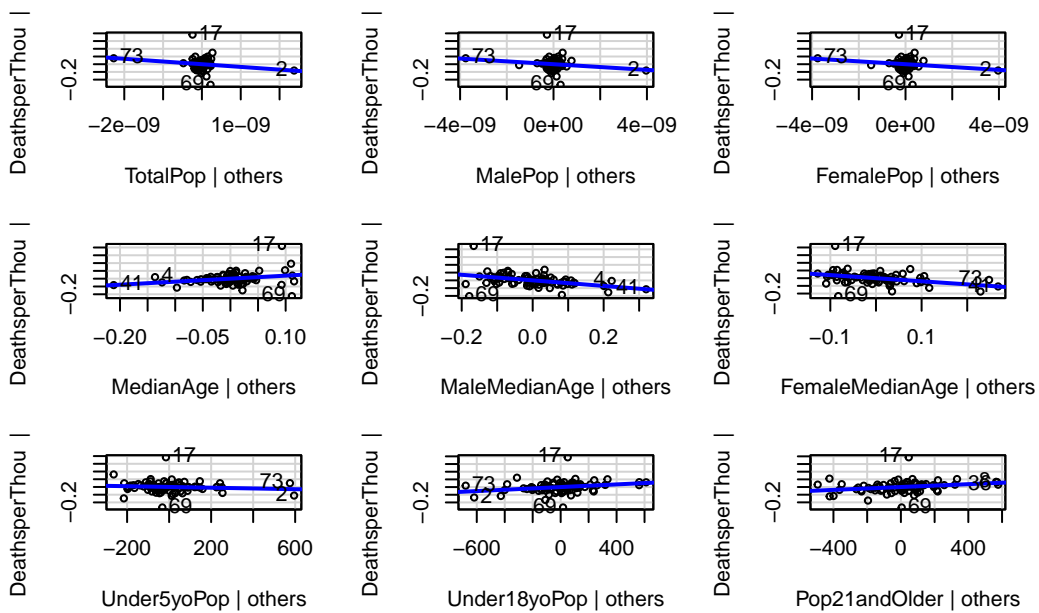 DeathsperThou |
−0.2
17
73
2
69
−2e−09 1e−09
TotalPop | others
DeathsperThou |
−0.2
17
73
2
69
−4e−09 0e+00 4e−09
MalePop | others
DeathsperThou |
−0.2
17
73
2
69
−4e−09 0e+00 4e−09
FemalePop | others
DeathsperThou |
−0.2
17
41
4
69
−0.20 −0.05 0.10
MedianAge | others
DeathsperThou |
−0.2
17
4
41
69
−0.2 0.0 0.2
MaleMedianAge | others
DeathsperThou |
−0.2
17
73
69
−0.1 0.1
FemaleMedianAge | others
DeathsperThou |
−0.2
17
73
2
69
−200 200 600
Under5yoPop | others
DeathsperThou |
−0.2
17
73
2
69
−600 0 400
Under18yoPop | others
DeathsperThou |
−0.2
17
36
69
−400 0 400
Pop21andOlder | others